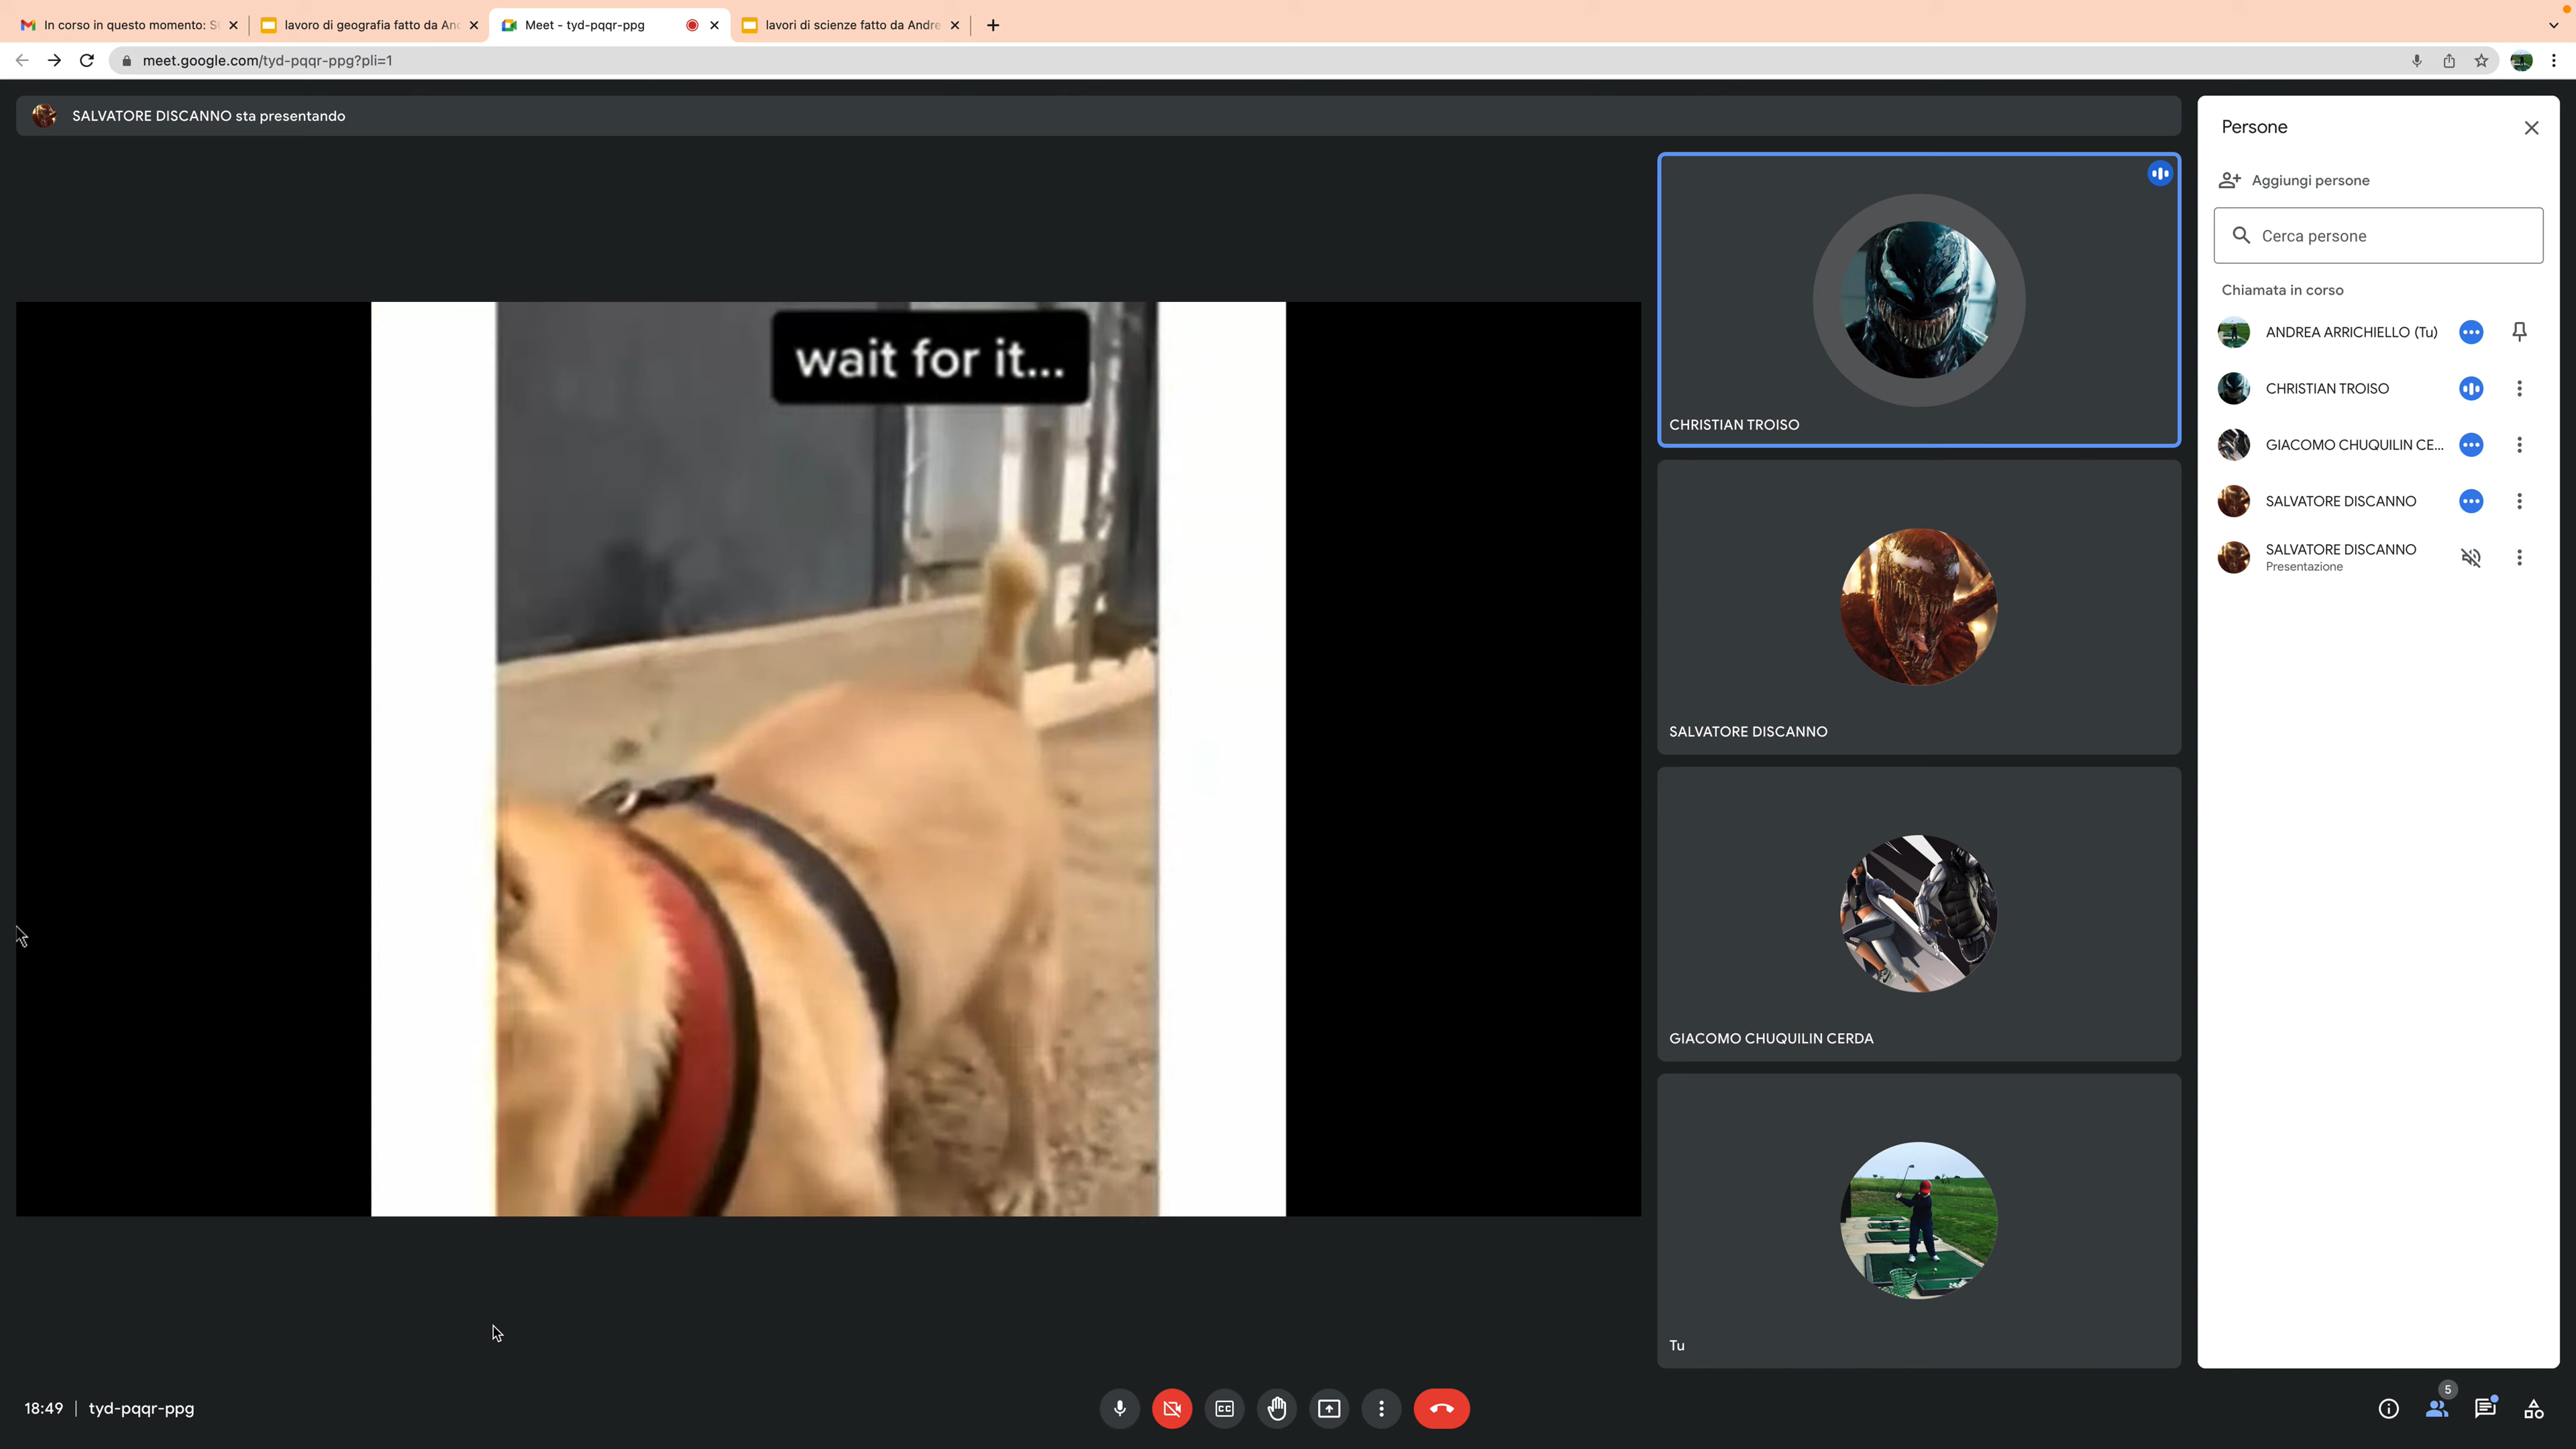 In corso in questo momento: S
lavoro di geografia fatto da And
Meet - tyd-pqqr-ppg
lavori di scienze fatto da Andre
meet.google.com/tyd-pqqr-ppg?pli=1
SALVATORE DISCANNO sta presentando
wait for it...
CHRISTIAN TROISO
SALVATORE DISCANNO
GIACOMO CHUQUILIN CERDA
Tu
Persone
Aggiungi persone
Cerca persone
Chiamata in corso
ANDREA ARRICHIELLO (Tu)
CHRISTIAN TROISO
GIACOMO CHUQUILIN CE...
SALVATORE DISCANNO
SALVATORE DISCANNO
Presentazione
18:49 | tyd-pqqr-ppg
CC
5